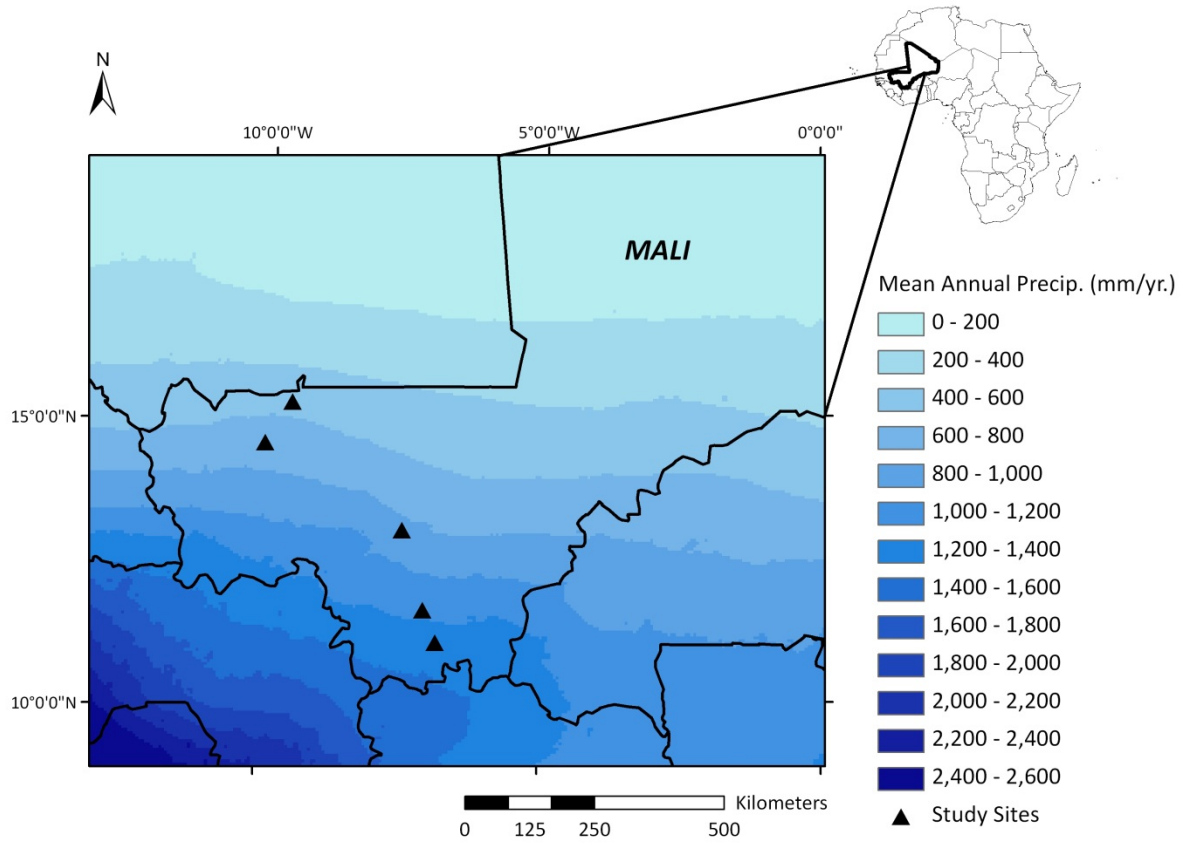 N
10°0'0"W
5°0'0"W
0°0'0"
MALI
15°0'0"N
10°0'0"N
Mean Annual Precip. (mm/yr.)
0 - 200
200 - 400
400 - 600
600 - 800
800 - 1,000
1,000 - 1,200
1,200 - 1,400
1,400 - 1,600
1,600 - 1,800
1,800 - 2,000
2,000 - 2,200
2,200 - 2,400
2,400 - 2,600
Study Sites
Kilometers
0 125 250 500